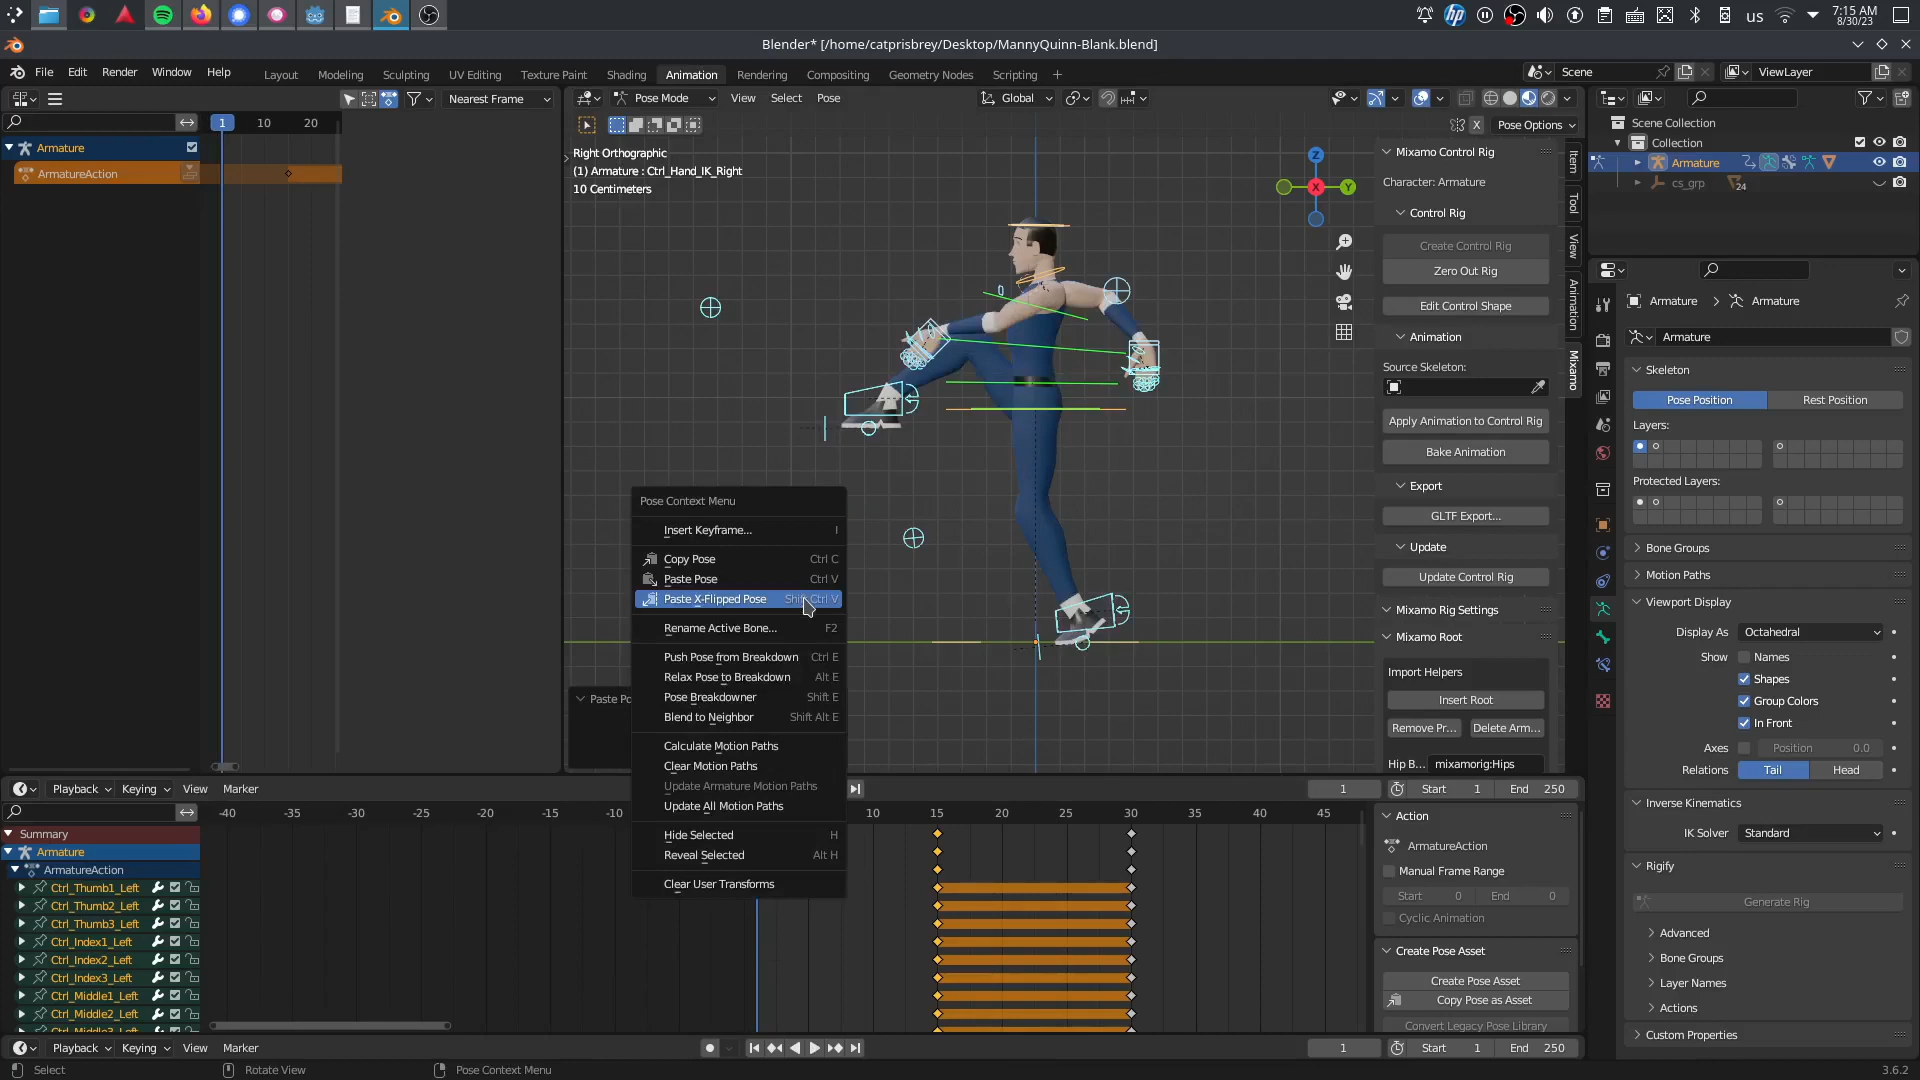 us
7:15 AM
8/30/23
Blender* [/home/catprisbrey/Desktop/MannyQuinn-Blank.blend]
File Edit Render Window Help
Layout Modeling Sculpting UV Editing Texture Paint Shading Animation Rendering Compositing Geometry Nodes Scripting +
Scene
ViewLayer
Nearest Frame
Pose Mode View Select Pose
Global
X Pose Options
1 10 20
Armature
ArmatureAction
Right Orthographic
(1) Armature : Ctrl_Hand_IK_Right
10 Centimeters
Z
Y
X
Mixamo Control Rig
Character: Armature
Control Rig
Create Control Rig
Zero Out Rig
Edit Control Shape
Animation
Source Skeleton:
Apply Animation to Control Rig
Bake Animation
Export
GLTF Export...
Update
Update Control Rig
Mixamo Rig Settings
Mixamo Root
Import Helpers
Insert Root
Remove Pr... Delete Arm...
Hip B... mixamorig:Hips
Item
Tool
View
Animation
Mixamo
Scene Collection
Collection
Armature
cs_grp
24
Armature > Armature
Armature
Skeleton
Pose Position Rest Position
Layers:
Protected Layers:
Bone Groups
Motion Paths
Viewport Display
Display As Octahedral
Show Names
Shapes
Group Colors
In Front
Axes Position 0.0
Relations Tail Head
Inverse Kinematics
IK Solver Standard
Rigify
Generate Rig
Advanced
Bone Groups
Layer Names
Actions
Custom Properties
Pose Context Menu
Insert Keyframe... I
Copy Pose Ctrl C
Paste Pose Ctrl V
Paste X-Flipped Pose Shift Ctrl V
Rename Active Bone... F2
Push Pose from Breakdown Ctrl E
Relax Pose to Breakdown Alt E
Pose Breakdowner Shift E
Blend to Neighbor Shift Alt E
Calculate Motion Paths
Clear Motion Paths
Update Armature Motion Paths
Update All Motion Paths
Hide Selected H
Reveal Selected Alt H
Clear User Transforms
Paste Po
Playback Keying View Marker
1 Start 1 End 250
-40 -35 -30 -25 -20 -15 -10 10 15 20 25 30 35 40 45
Summary
Armature
ArmatureAction
Ctrl_Thumb1_Left
Ctrl_Thumb2_Left
Ctrl_Thumb3_Left
Ctrl_Index1_Left
Ctrl_Index2_Left
Ctrl_Index3_Left
Ctrl_Middle1_Left
Ctrl_Middle2_Left
Ctrl_Middle3_Left
Action
ArmatureAction
Manual Frame Range
Start 0 End 0
Cyclic Animation
Create Pose Asset
Create Pose Asset
Copy Pose as Asset
Convert Legacy Pose Library
Playback Keying View Marker
1 Start 1 End 250
Select Rotate View Pose Context Menu
3.6.2